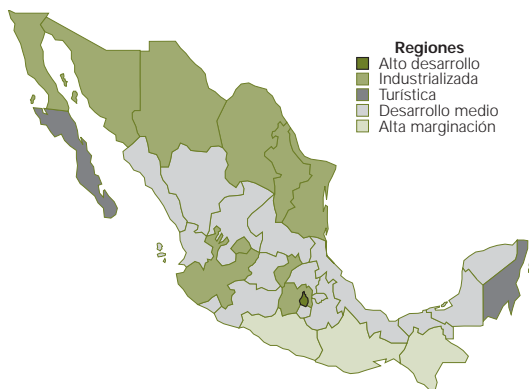 Regiones
Alto desarrollo
Industrializada
Turística
Desarrollo medio
Alta marginación